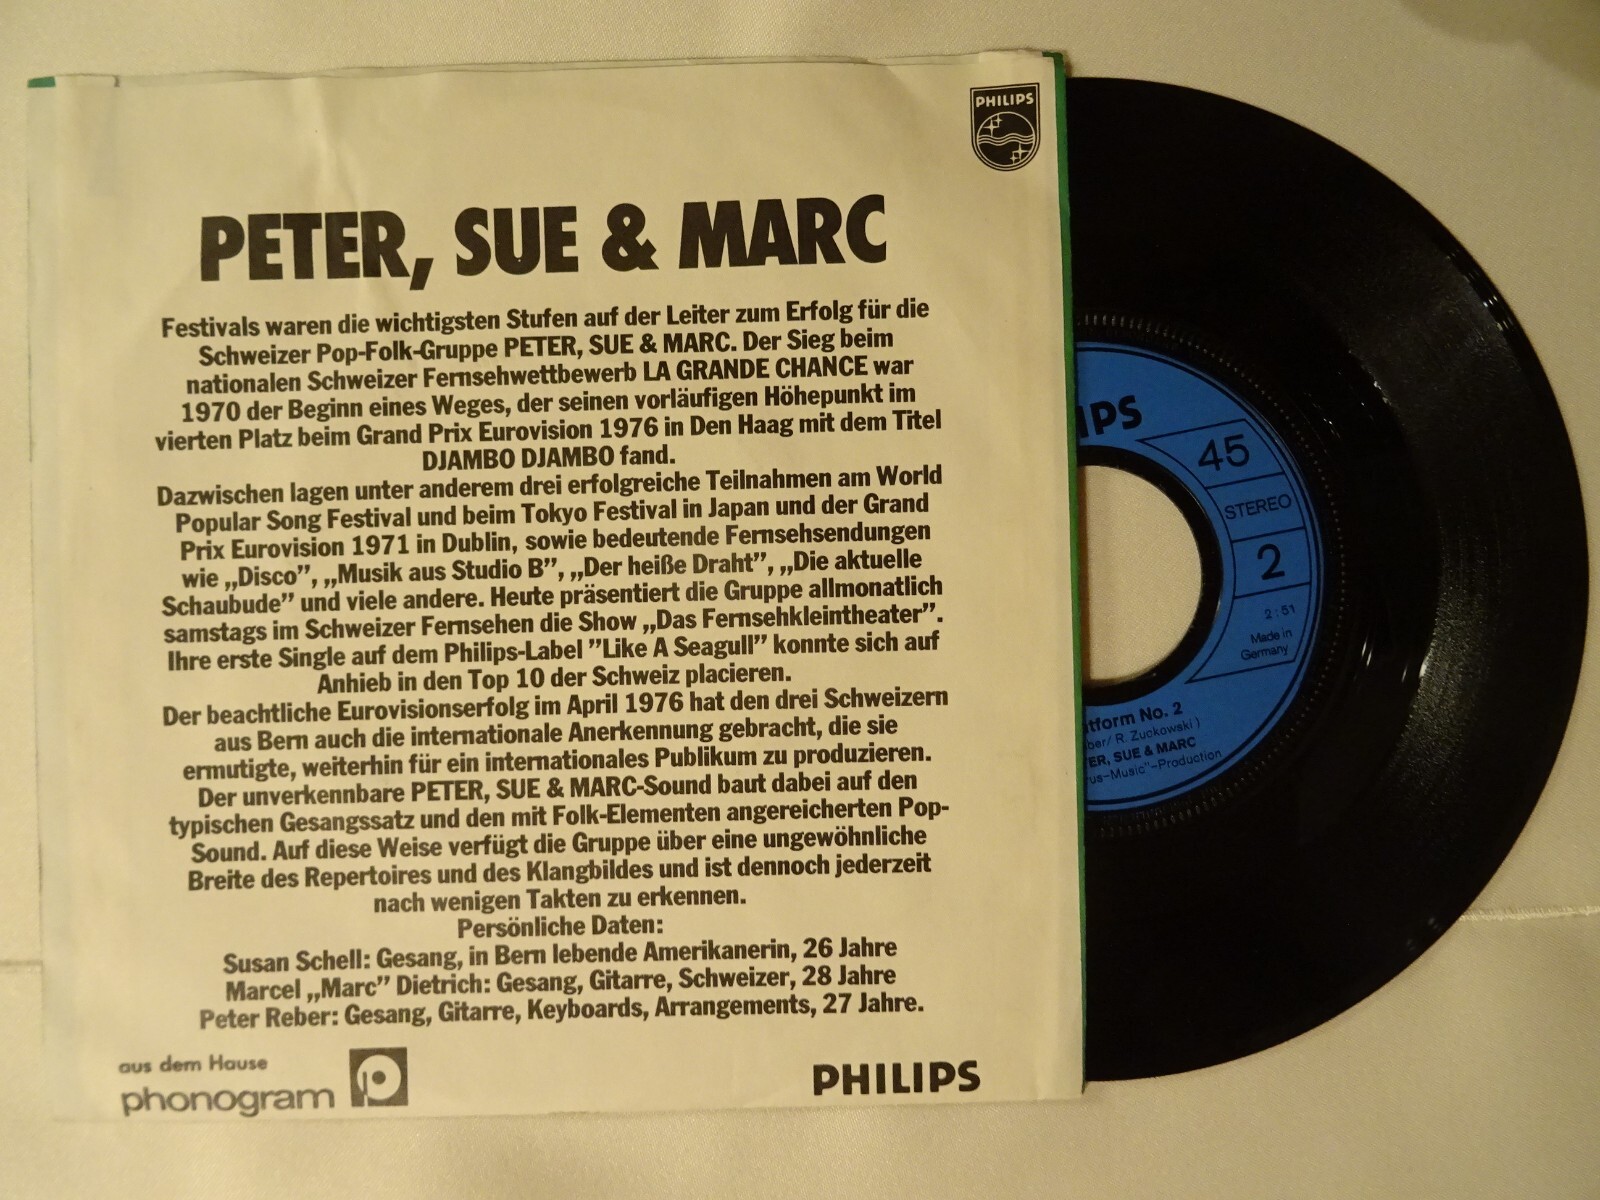 PHILIPS
PETER, SUE & MARC
Festivals waren die wichtigsten Stufen auf der Leiter zum Erfolg für die
Schweizer Pop-Folk-Gruppe PETER, SUE & MARC. Der Sieg beim
nationalen Schweizer Fernsehwettbewerb LA GRANDE CHANCE war
1970 der Beginn eines Weges, der seinen vorläufigen Höhepunkt im
vierten Platz beim Grand Prix Eurovision 1976 in Den Haag mit dem Titel
DJAMBO DJAMBO fand.
Dazwischen lagen unter anderem drei erfolgreiche Teilnahmen am World
Popular Song Festival und beim Tokyo Festival in Japan und der Grand
Prix Eurovision 1971 in Dublin, sowie bedeutende Fernsehsendungen
wie „Disco”, „Musik aus Studio B”, „Der heiße Draht”, „Die aktuelle
Schaubude” und viele andere. Heute präsentiert die Gruppe allmonatlich
samstags im Schweizer Fernsehen die Show „Das Fernsehkleintheater”.
Ihre erste Single auf dem Philips-Label ”Like A Seagull” konnte sich auf
Anhieb in den Top 10 der Schweiz placieren.
Der beachtliche Eurovisionserfolg im April 1976 hat den drei Schweizern
aus Bern auch die internationale Anerkennung gebracht, die sie
ermutigte, weiterhin für ein internationales Publikum zu produzieren.
Der unverkennbare PETER, SUE & MARC-Sound baut dabei auf den
typischen Gesangssatz und den mit Folk-Elementen angereicherten Pop-
Sound. Auf diese Weise verfügt die Gruppe über eine ungewöhnliche
Breite des Repertoires und des Klangbildes und ist dennoch jederzeit
nach wenigen Takten zu erkennen.
Persönliche Daten:
Susan Schell: Gesang, in Bern lebende Amerikanerin, 26 Jahre
Marcel „Marc” Dietrich: Gesang, Gitarre, Schweizer, 28 Jahre
Peter Reber: Gesang, Gitarre, Keyboards, Arrangements, 27 Jahre.
aus dem Hause
phonogram
PHILIPS
IPS
45
STEREO
2
2:51
Made in
Germany
tform No. 2
ber/ R. Zuckowski)
ER, SUE & MARC
rus-Music"-Production